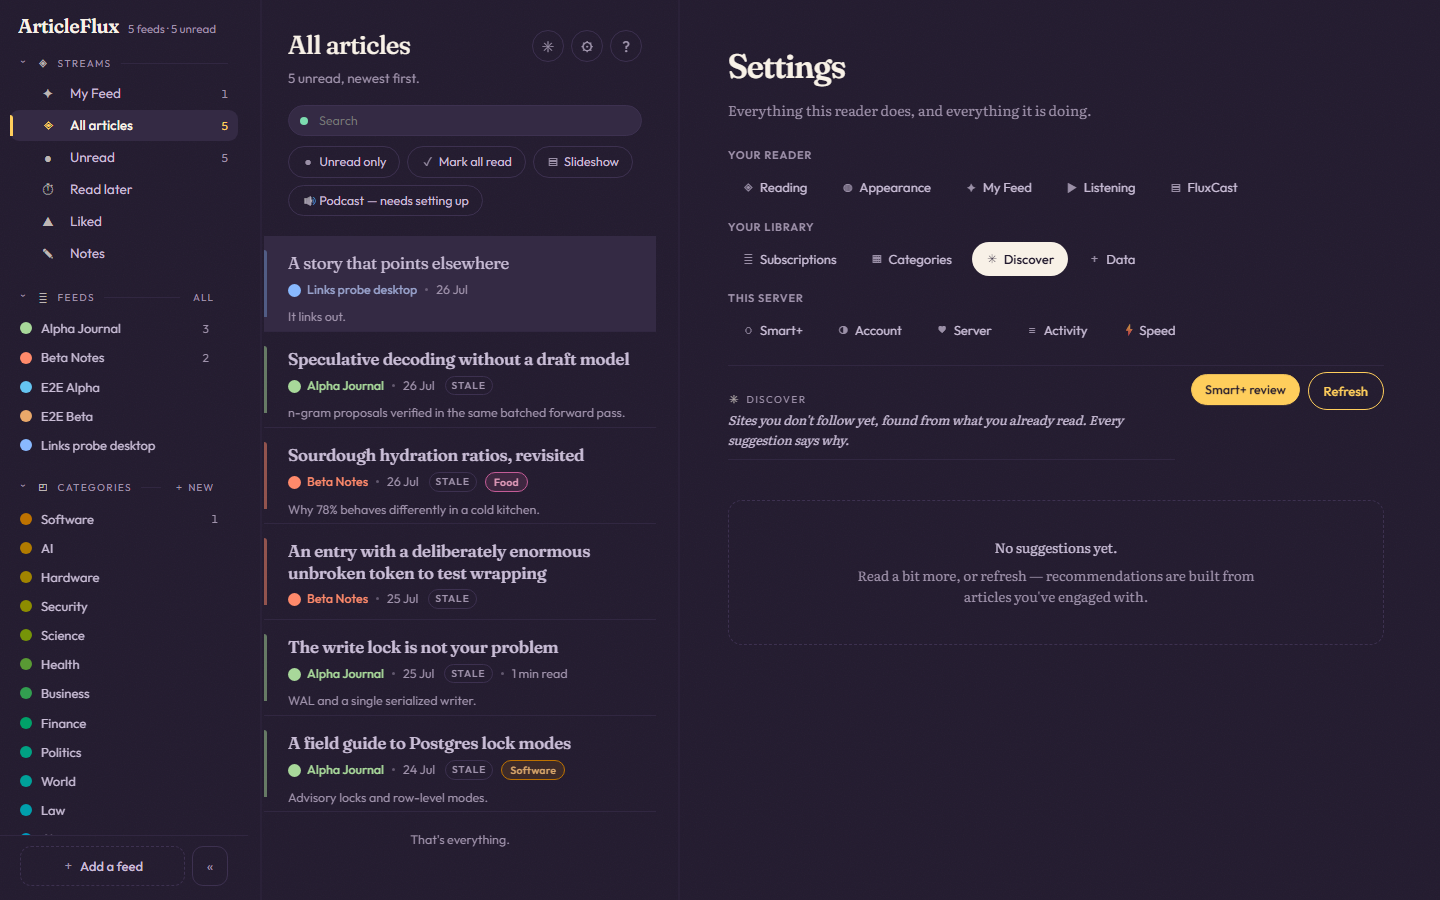 ArticleFlux 5 feeds · 5 unread
STREAMS
My Feed 1
All articles 5
Unread 5
Read later
Liked
Notes
FEEDS ALL
Alpha Journal 3
Beta Notes 2
E2E Alpha
E2E Beta
Links probe desktop
CATEGORIES + NEW
Software 1
AI
Hardware
Security
Science
Health
Business
Finance
Politics
World
Law
+ Add a feed «
All articles ?
5 unread, newest first.
Search
Unread only ✓ Mark all read Slideshow
Podcast — needs setting up
A story that points elsewhere
Links probe desktop • 26 Jul
It links out.
Speculative decoding without a draft model
Alpha Journal • 26 Jul STALE
n-gram proposals verified in the same batched forward pass.
Sourdough hydration ratios, revisited
Beta Notes • 26 Jul STALE Food
Why 78% behaves differently in a cold kitchen.
An entry with a deliberately enormous
unbroken token to test wrapping
Beta Notes • 25 Jul STALE
The write lock is not your problem
Alpha Journal • 25 Jul STALE • 1 min read
WAL and a single serialized writer.
A field guide to Postgres lock modes
Alpha Journal • 24 Jul STALE Software
Advisory locks and row-level modes.
That's everything.
Settings
Everything this reader does, and everything it is doing.
YOUR READER
Reading Appearance My Feed Listening FluxCast
YOUR LIBRARY
Subscriptions Categories Discover + Data
THIS SERVER
Smart+ Account Server Activity Speed
DISCOVER
Sites you don't follow yet, found from what you already read. Every
suggestion says why.
Smart+ review Refresh
No suggestions yet.
Read a bit more, or refresh — recommendations are built from
articles you've engaged with.